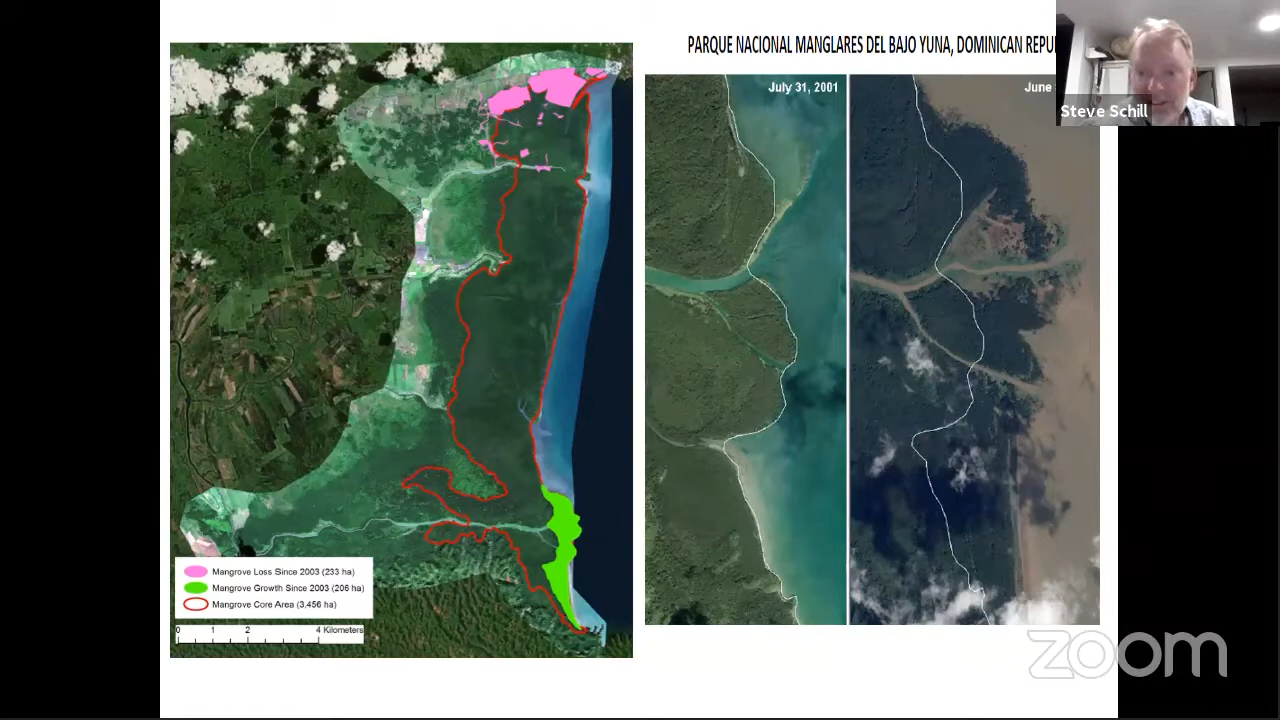 PARQUE NACIONAL MANGLARES DEL BAJO YUNA, DOMINICAN
July 31, 2001
June
Steve Schill
Mangrove Loss Since 2003 (233 ha)
Mangrove Growth Since 2003 (206 ha)
Mangrove Core Area (3,456 ha)
0 1 2 4 Kilometers
zoom